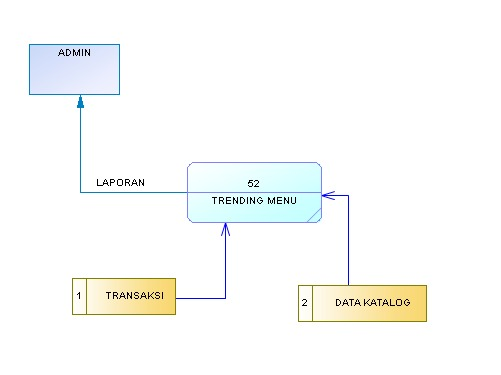 ADMIN
LAPORAN
52
TRENDING MENU
1
TRANSAKSI
2
DATA KATALOG